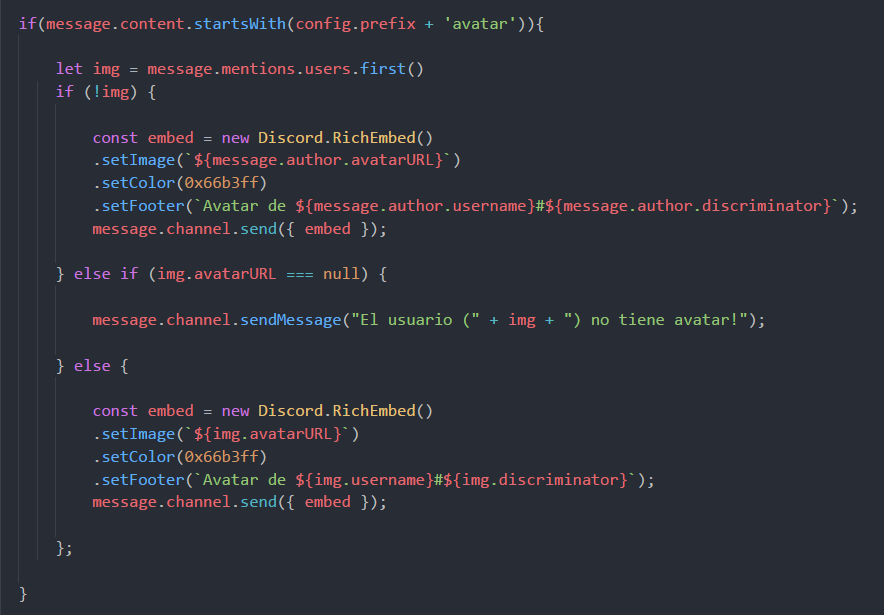 if(message.content.startsWith(config.prefix + 'avatar')){
let img = message.mentions.users.first()
if (!img) {
const embed = new Discord.RichEmbed()
.setImage(`${message.author.avatarURL}`)
.setColor(0x66b3ff)
.setFooter(`Avatar de ${message.author.username}#${message.author.discriminator}`);
message.channel.send({ embed });
} else if (img.avatarURL === null) {
message.channel.sendMessage("El usuario (" + img + ") no tiene avatar!");
} else {
const embed = new Discord.RichEmbed()
.setImage(`${img.avatarURL}`)
.setColor(0x66b3ff)
.setFooter(`Avatar de ${img.username}#${img.discriminator}`);
message.channel.send({ embed });
};
}